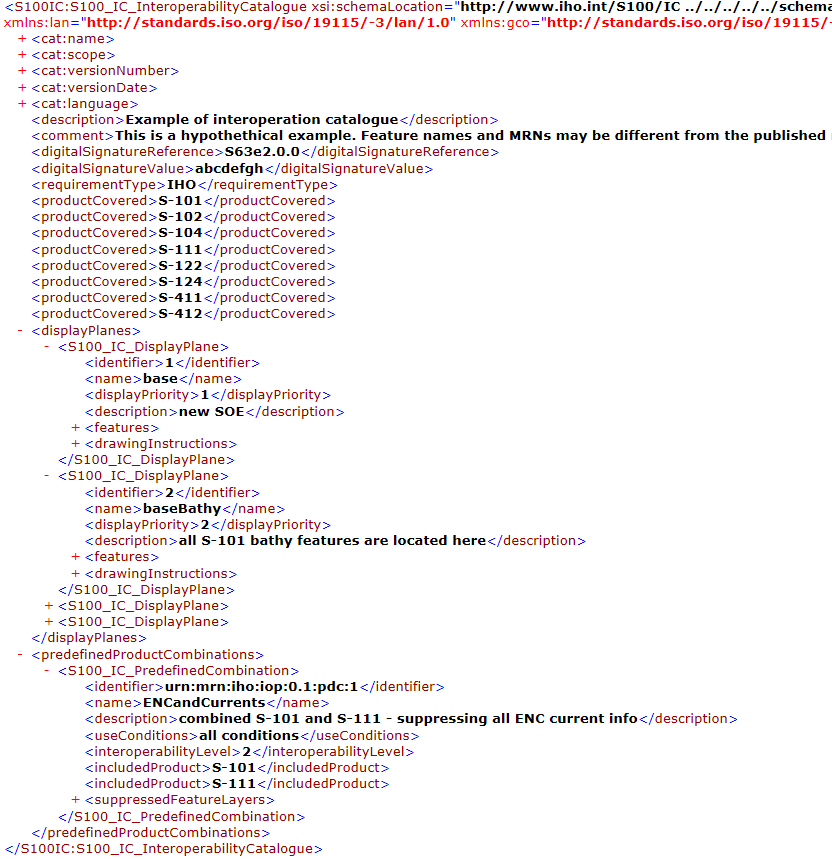 <S100IC:S100_IC_InteroperabilityCatalogue xsi:schemaLocation="http://www.iho.int/S100/IC ../../../../../schema
xmlns:lan="http://standards.iso.org/iso/19115/-3/lan/1.0" xmlns:gco="http://standards.iso.org/iso/19115/-
+ <cat:name>
+ <cat:scope>
+ <cat:versionNumber>
+ <cat:versionDate>
+ <cat:language>
<description>Example of interoperation catalogue</description>
<comment>This is a hypothethical example. Feature names and MRNs may be different from the published
<digitalSignatureReference>S63e2.0.0</digitalSignatureReference>
<digitalSignatureValue>abcdefgh</digitalSignatureValue>
<requirementType>IHO</requirementType>
<productCovered>S-101</productCovered>
<productCovered>S-102</productCovered>
<productCovered>S-104</productCovered>
<productCovered>S-111</productCovered>
<productCovered>S-122</productCovered>
<productCovered>S-124</productCovered>
<productCovered>S-411</productCovered>
<productCovered>S-412</productCovered>
- <displayPlanes>
- <S100_IC_DisplayPlane>
<identifier>1</identifier>
<name>base</name>
<displayPriority>1</displayPriority>
<description>new SOE</description>
+ <features>
+ <drawingInstructions>
</S100_IC_DisplayPlane>
- <S100_IC_DisplayPlane>
<identifier>2</identifier>
<name>baseBathy</name>
<displayPriority>2</displayPriority>
<description>all S-101 bathy features are located here</description>
+ <features>
+ <drawingInstructions>
</S100_IC_DisplayPlane>
+ <S100_IC_DisplayPlane>
+ <S100_IC_DisplayPlane>
</displayPlanes>
- <predefinedProductCombinations>
- <S100_IC_PredefinedCombination>
<identifier>urn:mrn:iho:iop:0.1:pdc:1</identifier>
<name>ENCandCurrents</name>
<description>combined S-101 and S-111 - suppressing all ENC current info</description>
<useConditions>all conditions</useConditions>
<interoperabilityLevel>2</interoperabilityLevel>
<includedProduct>S-101</includedProduct>
<includedProduct>S-111</includedProduct>
+ <suppressedFeatureLayers>
</S100_IC_PredefinedCombination>
</predefinedProductCombinations>
</S100IC:S100_IC_InteroperabilityCatalogue>